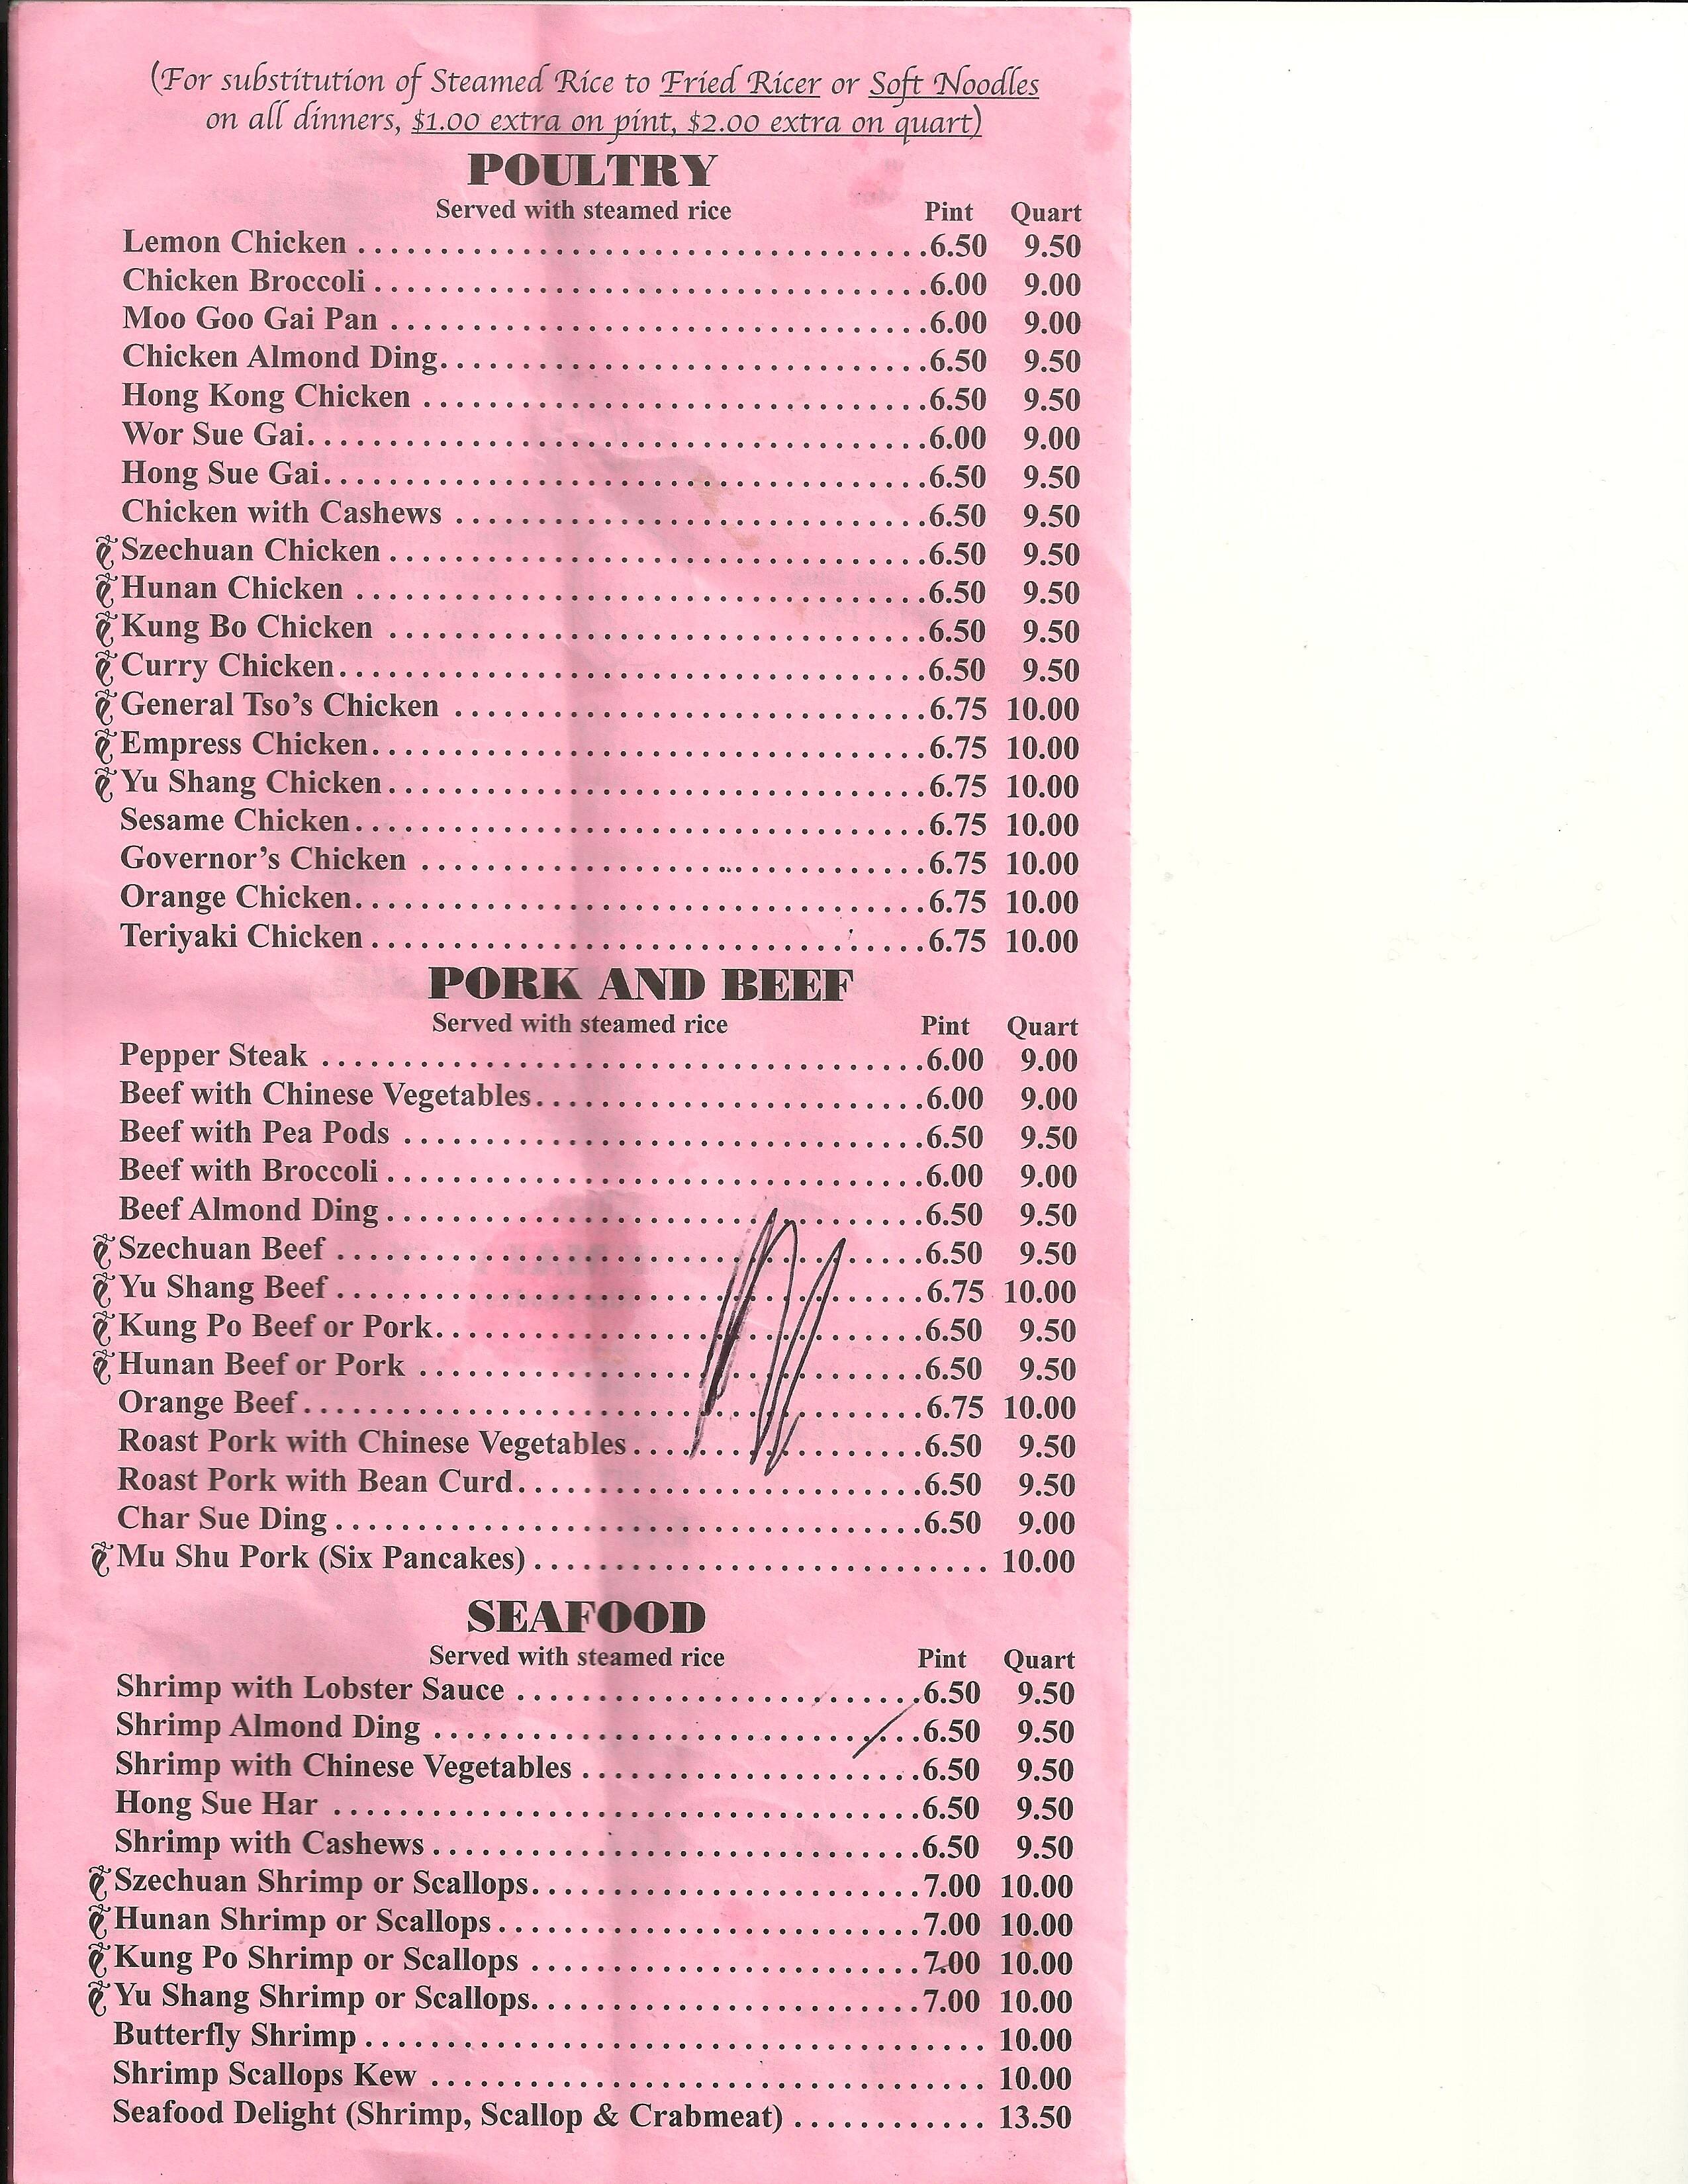 (For substitution of Steamed Rice to Fried Ricer or Soft Noodles
on all dinners, $1.00 extra on pint, $2.00 extra on quart)
POULTRY
Served with steamed rice Pint Quart
Lemon Chicken 6.50 9.50
Chicken Broccoli 6.00 9.00
Moo Goo Gai Pan 6.00 9.00
Chicken Almond Ding 6.50 9.50
Hong Kong Chicken 6.50 9.50
Wor Sue Gai 6.00 9.00
Hong Sue Gai 6.50 9.50
Chicken with Cashews 6.50 9.50
Szechuan Chicken 6.50 9.50
Hunan Chicken 6.50 9.50
Kung Bo Chicken 6.50 9.50
Curry Chicken 6.50 9.50
General Tso’s Chicken 6.75 10.00
Empress Chicken 6.75 10.00
Yu Shang Chicken 6.75 10.00
Sesame Chicken 6.75 10.00
Governor’s Chicken 6.75 10.00
Orange Chicken 6.75 10.00
Teriyaki Chicken 6.75 10.00
PORK AND BEEF
Served with steamed rice Pint Quart
Pepper Steak 6.00 9.00
Beef with Chinese Vegetables 6.00 9.00
Beef with Pea Pods 6.50 9.50
Beef with Broccoli 6.00 9.00
Beef Almond Ding 6.50 9.50
Szechuan Beef 6.50 9.50
Yu Shang Beef 6.75 10.00
Kung Po Beef or Pork 6.50 9.50
Hunan Beef or Pork 6.50 9.50
Orange Beef 6.75 10.00
Roast Pork with Chinese Vegetables 6.50 9.50
Roast Pork with Bean Curd 6.50 9.50
Char Sue Ding 6.50 9.00
Mu Shu Pork (Six Pancakes) 10.00
SEAFOOD
Served with steamed rice Pint Quart
Shrimp with Lobster Sauce 6.50 9.50
Shrimp Almond Ding 6.50 9.50
Shrimp with Chinese Vegetables 6.50 9.50
Hong Sue Har 6.50 9.50
Shrimp with Cashews 6.50 9.50
Szechuan Shrimp or Scallops 7.00 10.00
Hunan Shrimp or Scallops 7.00 10.00
Kung Po Shrimp or Scallops 7.00 10.00
Yu Shang Shrimp or Scallops 7.00 10.00
Butterfly Shrimp 10.00
Shrimp Scallops Kew 10.00
Seafood Delight (Shrimp, Scallop & Crabmeat) 13.50